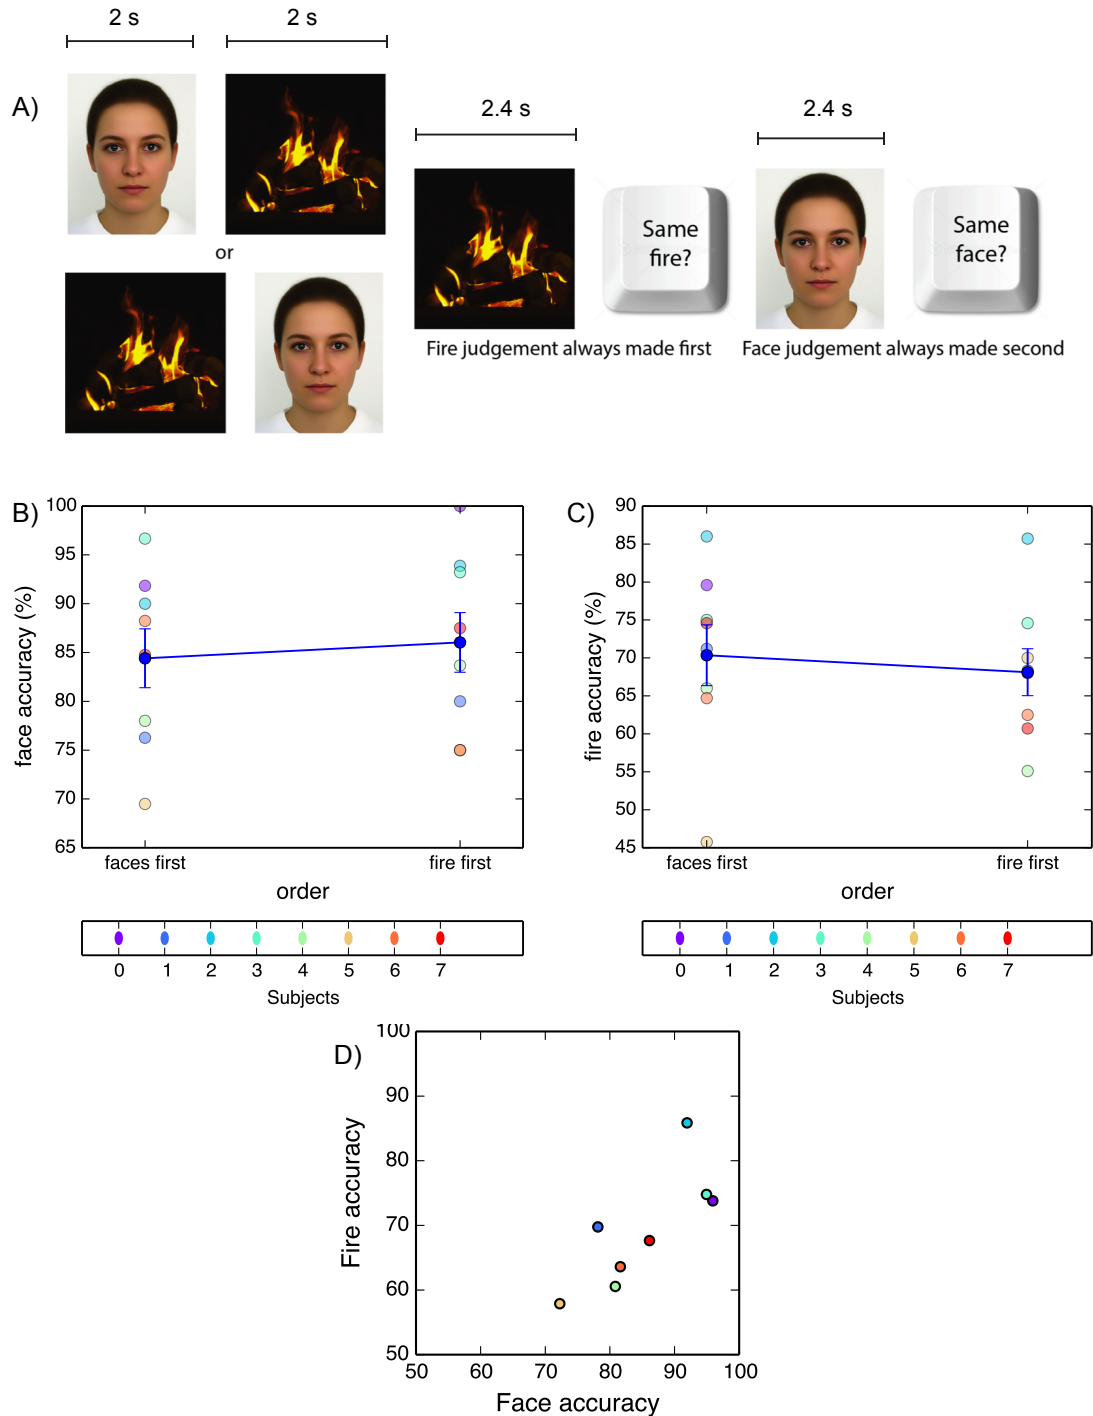 2 s
2 s
A)
2.4 s
2.4 s
or
Same
fire?
Same
face?
Fire judgement always made first
Face judgement always made second
B)
face accuracy (%)
100
95
90
85
80
75
70
65
faces first
fire first
order
0 1 2 3 4 5 6 7
Subjects
C)
fire accuracy (%)
90
85
80
75
70
65
60
55
50
45
faces first
fire first
order
0 1 2 3 4 5 6 7
Subjects
D)
Fire accuracy
100
90
80
70
60
50
50 60 70 80 90 100
Face accuracy